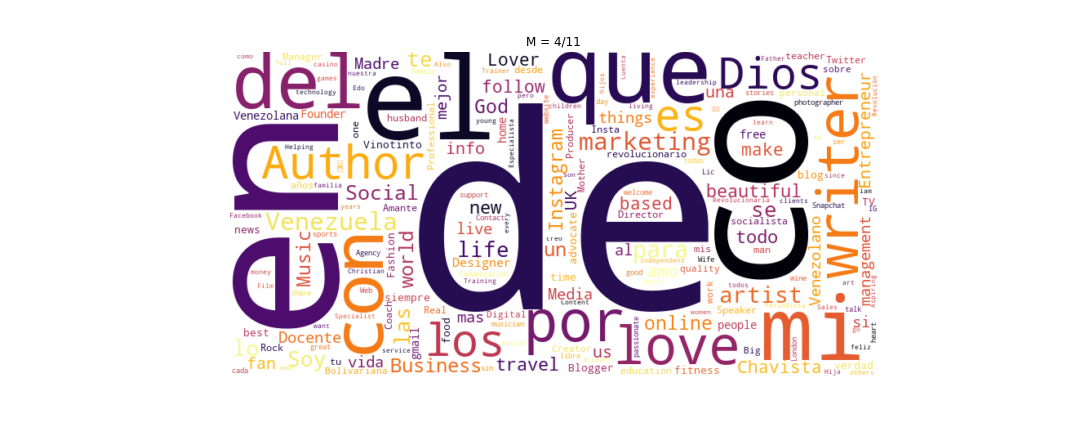 M = 4/11
como
Manager
full
casino
games
technology
nuestra
Edo
Madre
te
family
Also
Lover
Trainer
desde
que
leadership
Dios
Father
teacher
Twitter
sobre
del
el
mejor
follow
God
young
pero
website
children
day
hijos
cuenta
living
experience
una
stories
personal
photographer
Revolución
Venezolana
Founder
one
husband
Vinotinto
Professional
info
home
Especialista
Producer
things
Insta
es
marketing
revolucionario
todas
learn
free
make
ser
Writer
Entrepreneur
en
Helping
Author
años
familia
Social
Amante
Instagram
son
Mother
UK
Lic
blog
since
iam
TV
IG
Facebook
years
news
Venezuela
support
new
Contact
live
every
life
Designer
Training
de
welcome
based
Director
beautiful
Revolucionaria
clients
Snapchat
se
socialista
todo
man
co
sports
Music
con
Fashion
world
un
creo
advocate
al
para
mis
Wife
independent
good
amo
quality
Venezolano
management
Aspiring
money
Film
share
Agency
Christian
Web
siempre
time
Media
Content
work
todos
artist
art
Sales
talk
best
want
Specialist
Docente
Coach
las
Real
mas
Digital
musician
por
women
online
people
Speaker
mi
si
go
heart
lo
Rock
great
Soy
tu
vida
service
gmail
food
los
Creator
libre
us
passionate
love
Big
London
feliz
fan
cada
Bolivariana
Business
sin
travel
Blogger
education
fitness
Chavista
Hija
verdad
others